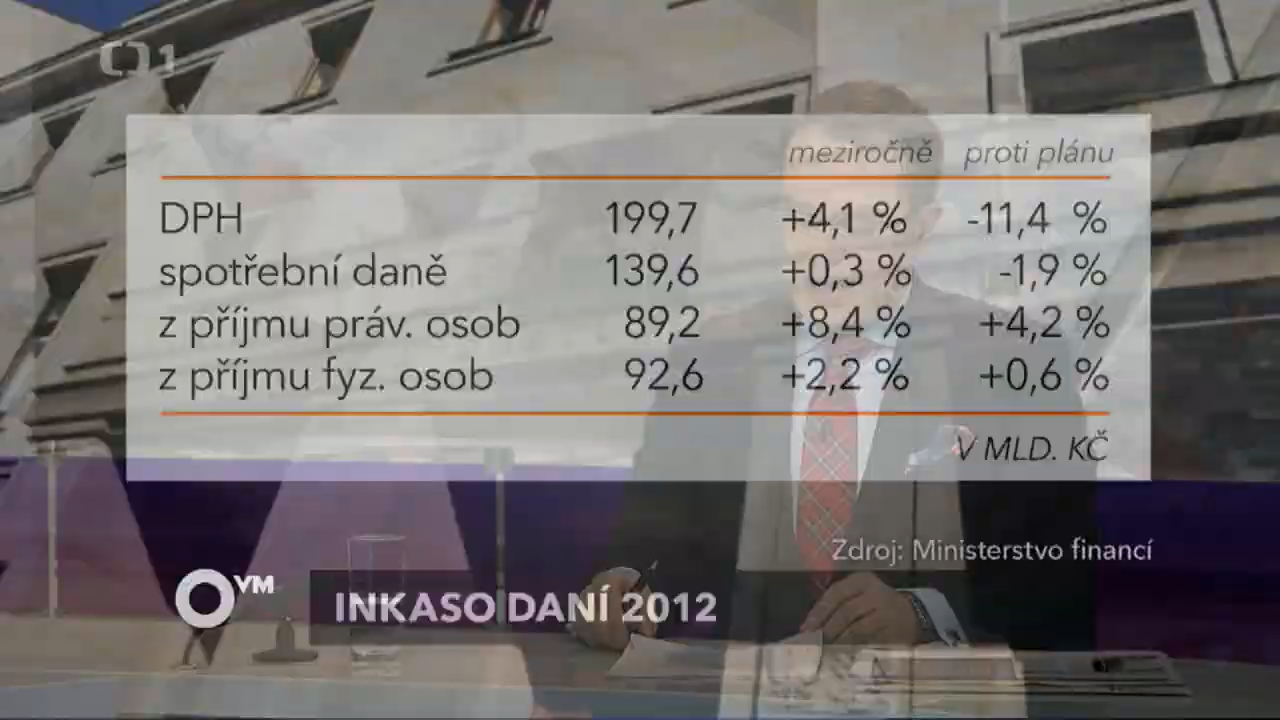 1
meziročně proti plánu
DPH 199,7 +4,1 % -11,4 %
spotřební daně 139,6 +0,3 % -1,9 %
z příjmu práv. osob 89,2 +8,4 % +4,2 %
z příjmu fyz. osob 92,6 +2,2 % +0,6 %
V MLD. KČ
Zdroj: Ministerstvo financí
OVM
INKASO DANÍ 2012